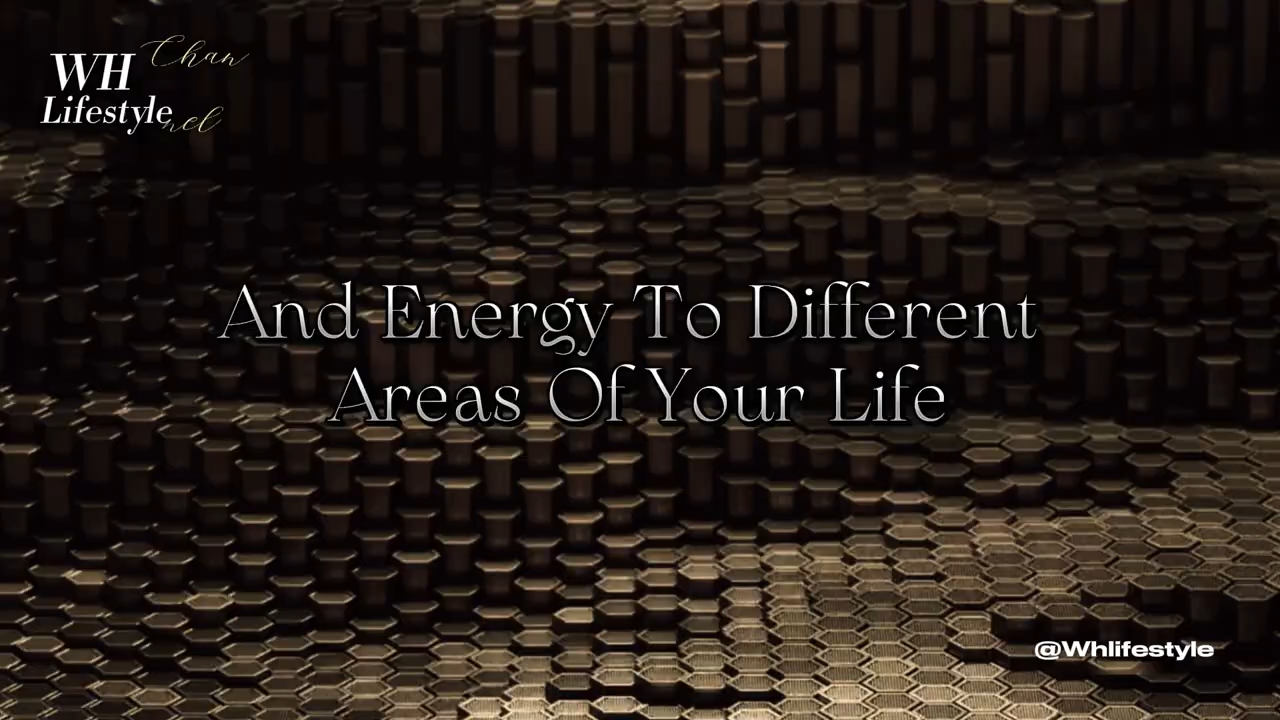 WH Chan
Lifestyle nel
And Energy To Different
Areas Of Your Life
@Whlifestyle